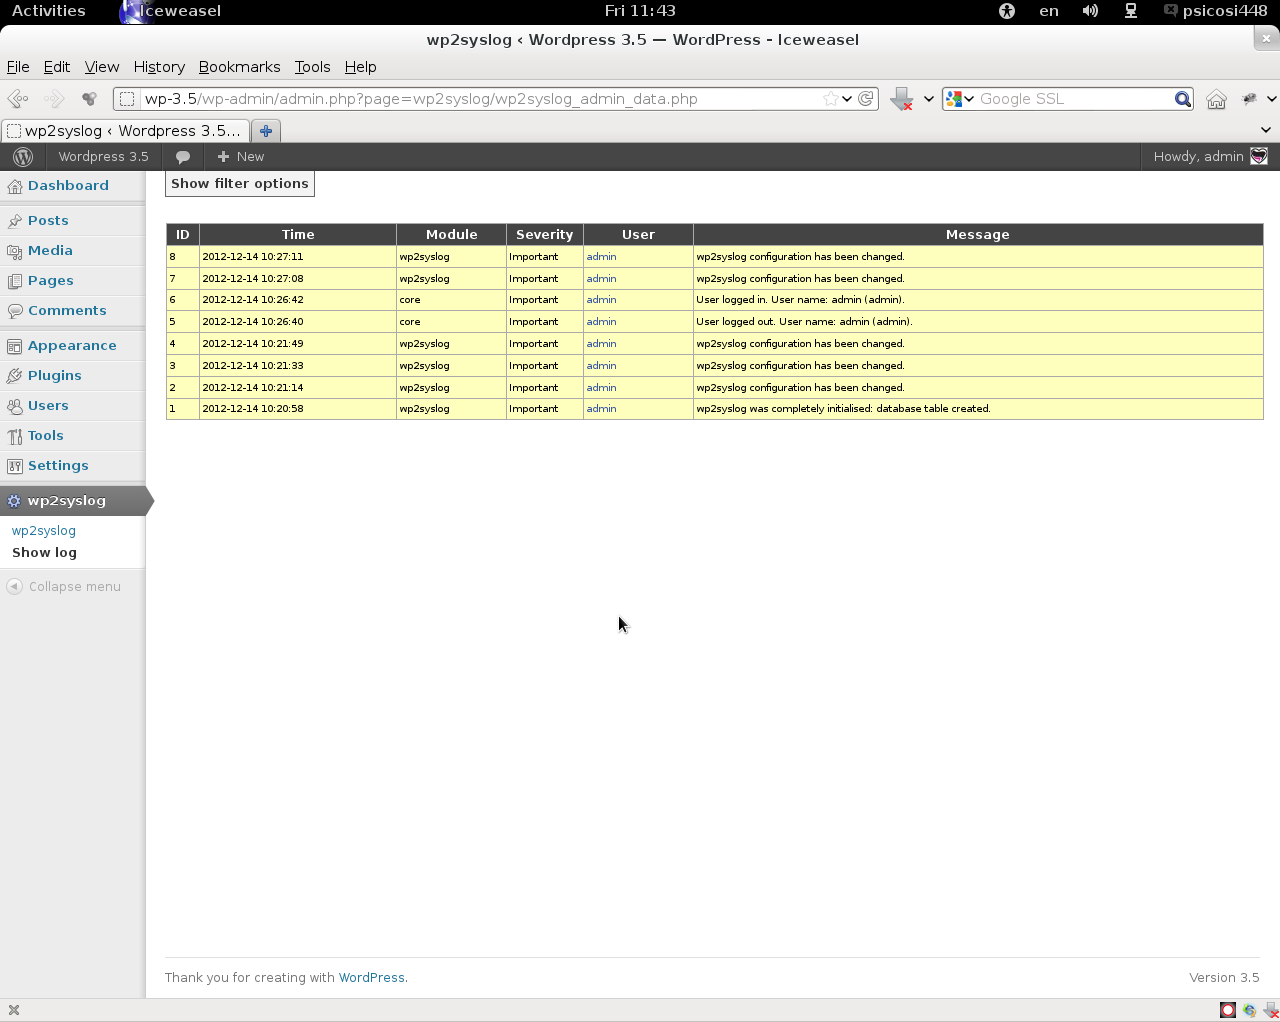 Activities Iceweasel Fri 11:43 en psicosi448
wp2syslog ‹ Wordpress 3.5 — WordPress - Iceweasel
File Edit View History Bookmarks Tools Help
wp-3.5/wp-admin/admin.php?page=wp2syslog/wp2syslog_admin_data.php Google SSL
wp2syslog ‹ Wordpress 3.5...
Wordpress 3.5 New Howdy, admin
Dashboard
Posts
Media
Pages
Comments
Appearance
Plugins
Users
Tools
Settings
wp2syslog
wp2syslog
Show log
Collapse menu
Show filter options
ID Time Module Severity User Message
8 2012-12-14 10:27:11 wp2syslog Important admin wp2syslog configuration has been changed.
7 2012-12-14 10:27:08 wp2syslog Important admin wp2syslog configuration has been changed.
6 2012-12-14 10:26:42 core Important admin User logged in. User name: admin (admin).
5 2012-12-14 10:26:40 core Important admin User logged out. User name: admin (admin).
4 2012-12-14 10:21:49 wp2syslog Important admin wp2syslog configuration has been changed.
3 2012-12-14 10:21:33 wp2syslog Important admin wp2syslog configuration has been changed.
2 2012-12-14 10:21:14 wp2syslog Important admin wp2syslog configuration has been changed.
1 2012-12-14 10:20:58 wp2syslog Important admin wp2syslog was completely initialised: database table created.
Thank you for creating with WordPress. Version 3.5